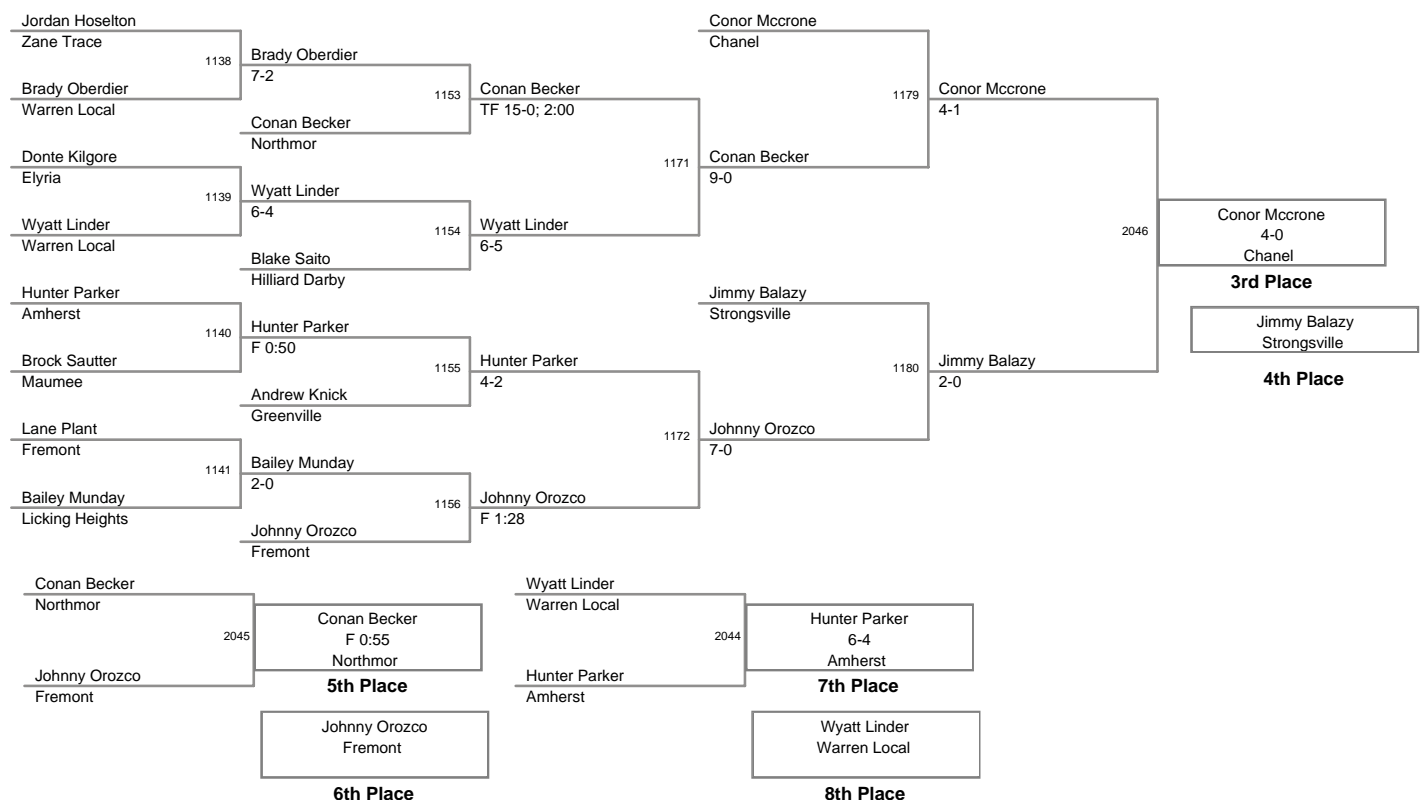 Jordan Hoselton
Zane Trace
1138
Brady Oberdier
Warren Local
Donte Kilgore
Elyria
1139
Wyatt Linder
Warren Local
Hunter Parker
Amherst
1140
Brock Sautter
Maumee
Lane Plant
Fremont
1141
Bailey Munday
Licking Heights
Brady Oberdier
7-2
1153
Conan Becker
Northmor
Wyatt Linder
6-4
1154
Blake Saito
Hilliard Darby
Hunter Parker
F 0:50
1155
Andrew Knick
Greenville
Bailey Munday
2-0
1156
Johnny Orozco
Fremont
Conan Becker
TF 15-0; 2:00
1171
Wyatt Linder
6-5
Hunter Parker
4-2
1172
Johnny Orozco
F 1:28
Conor Mccrone
Chanel
1179
Conan Becker
9-0
Jimmy Balazy
Strongsville
1180
Johnny Orozco
7-0
Conor Mccrone
4-1
2046
Jimmy Balazy
2-0
Conor Mccrone
4-0
Chanel
3rd Place
Jimmy Balazy
Strongsville
4th Place
Conan Becker
Northmor
2045
Johnny Orozco
Fremont
Conan Becker
F 0:55
Northmor
5th Place
Johnny Orozco
Fremont
6th Place
Wyatt Linder
Warren Local
2044
Hunter Parker
Amherst
Hunter Parker
6-4
Amherst
7th Place
Wyatt Linder
Warren Local
8th Place